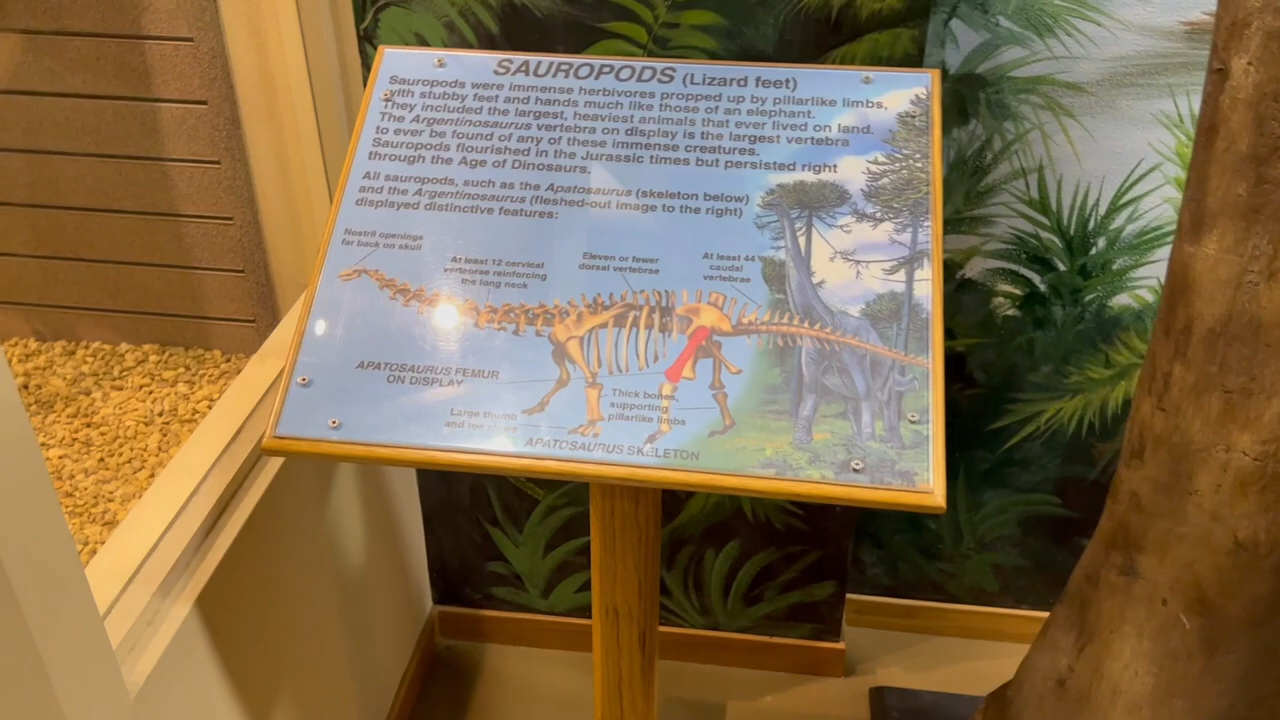 SAUROPODS (Lizard feet)
Sauropods were immense herbivores propped up by pillarlike limbs,
with stubby feet and hands much like those of an elephant.
They included the largest, heaviest animals that ever lived on land.
The Argentinosaurus vertebra on display is the largest vertebra
to ever be found of any of these immense creatures.
Sauropods flourished in the Jurassic times but persisted right
through the Age of Dinosaurs.
All sauropods, such as the Apatosaurus (skeleton below)
and the Argentinosaurus (fleshed-out image to the right)
displayed distinctive features:
Nostril openings
far back on skull
At least 12 cervical
vertebrae reinforcing
the long neck
Eleven or fewer
dorsal vertebrae
At least 44
caudal
vertebrae
APATOSAURUS FEMUR
ON DISPLAY
Thick bones,
supporting
pillarlike limbs
Large thumb
and toe claws
APATOSAURUS SKELETON